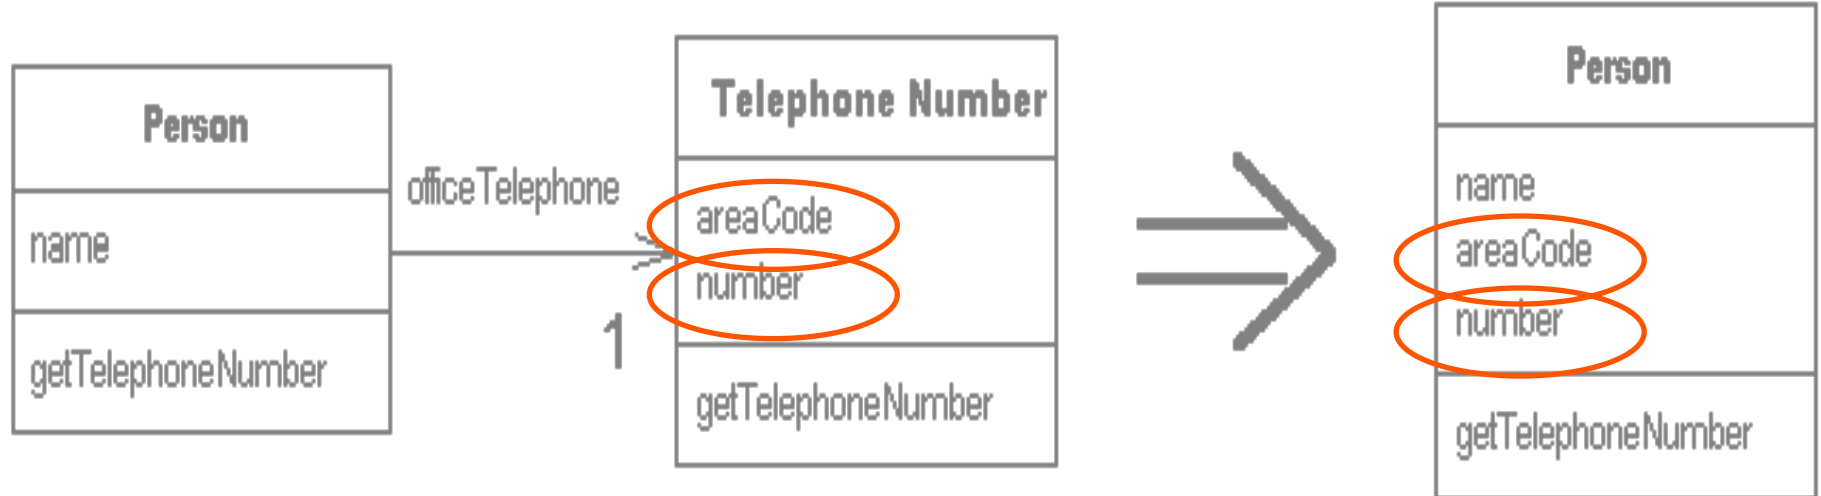 Person
name
getTelephoneNumber
officeTelephone
1
Telephone Number
areaCode
number
getTelephoneNumber
Person
name
areaCode
number
getTelephoneNumber